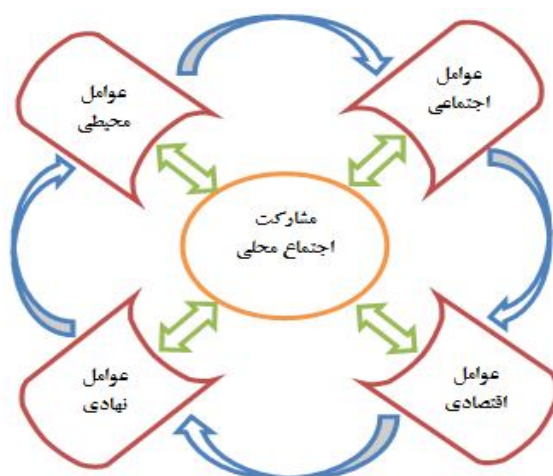 عوامل
اجتماعی
عوامل
محیطی
مشارکت
اجتماع محلی
عوامل
اقتصادی
عوامل
نهادی